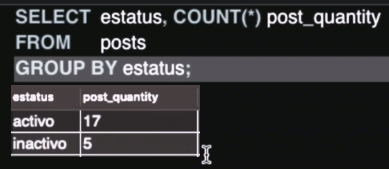 SELECT estatus, COUNT(*) post_quantity
FROM posts
GROUP BY estatus;
estatus post_quantity
activo 17
inactivo 5